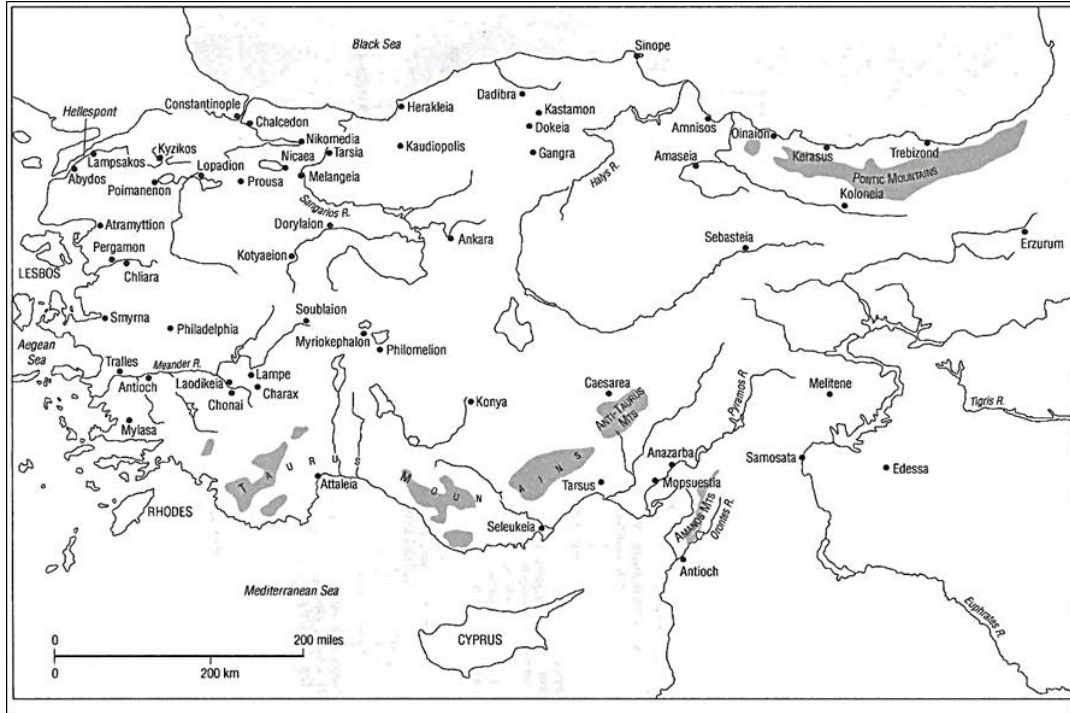 Black Sea
Sinope
Hellespont
Constantinople
Chalcedon
Herakleia
Dadibra
Kastamon
Dokeia
Gangra
Amnisos
Oinaion
Kerasus
Trebizond
PONTIC MOUNTAINS
Koloneia
Amaseia
Halys R.
Lampsakos
Abydos
Kyzikos
Poimanenon
Lopadion
Prousa
Nicaea
Nikomedia
Tarsia
Melangeia
Kaudiopolis
Sangarios R.
Dorylaion
Ankara
Sebasteia
Erzurum
Atramyttion
Pergamon
Chliara
LESBOS
Kotyaeion
Smyrna
Philadelphia
Soublaion
Myriokephalon
Philomelion
Aegean
Sea
Tralles
Antioch
Meander R.
Laodikeia
Chonai
Lampe
Charax
Mylasa
Konya
Caesarea
ANTI-TAURUS
MTS
Pyramos R.
Melitene
Tigris R.
Samosata
Edessa
Anazarba
Mopsuestia
Tarsus
TAURUS MOUNTAINS
Attaleia
Seleukeia
AMANOS MTS
Orontes R.
Antioch
RHODES
Mediterranean Sea
CYPRUS
Euphrates R.
0 200 miles
0 200 km